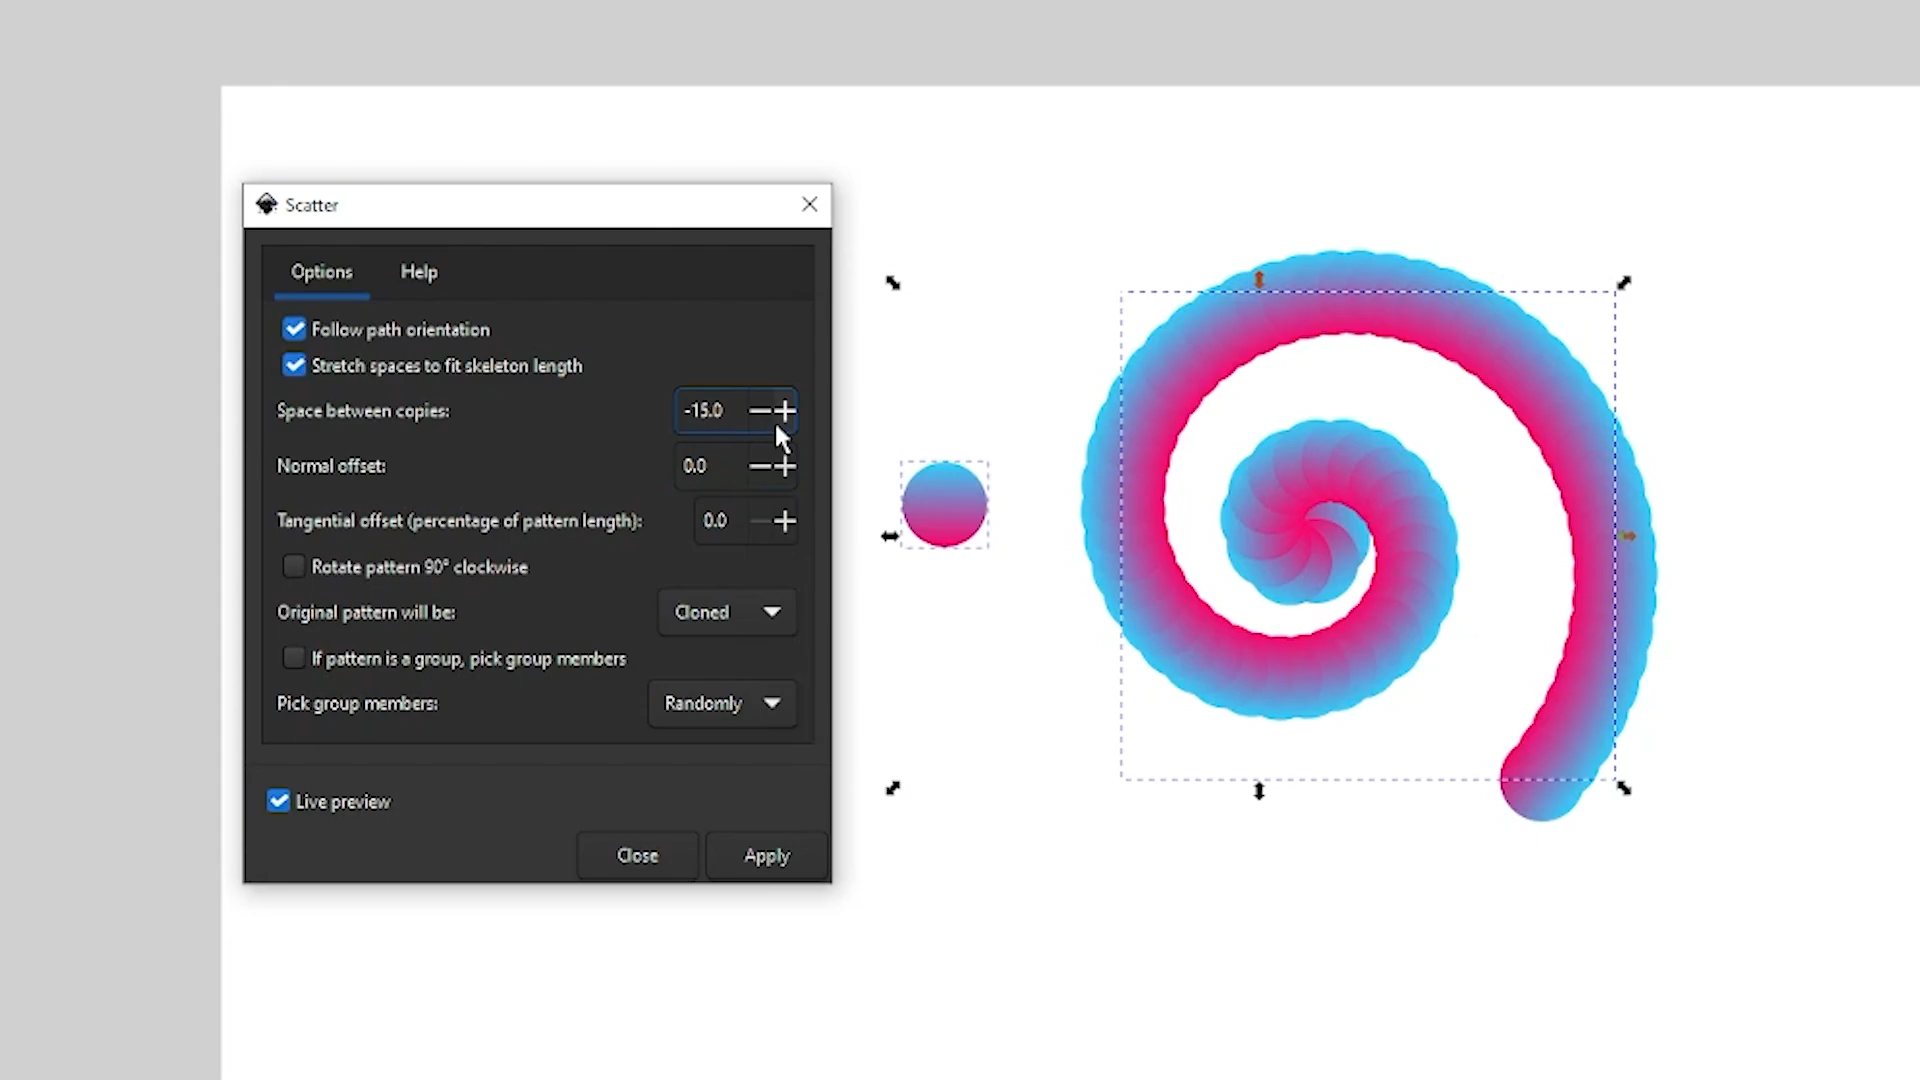 Scatter
Options Help
Follow path orientation
Stretch spaces to fit skeleton length
Space between copies: -15.0
Normal offset: 0.0
Tangential offset (percentage of pattern length): 0.0
Rotate pattern 90° clockwise
Original pattern will be: Cloned
If pattern is a group, pick group members
Pick group members: Randomly
Live preview
Close Apply